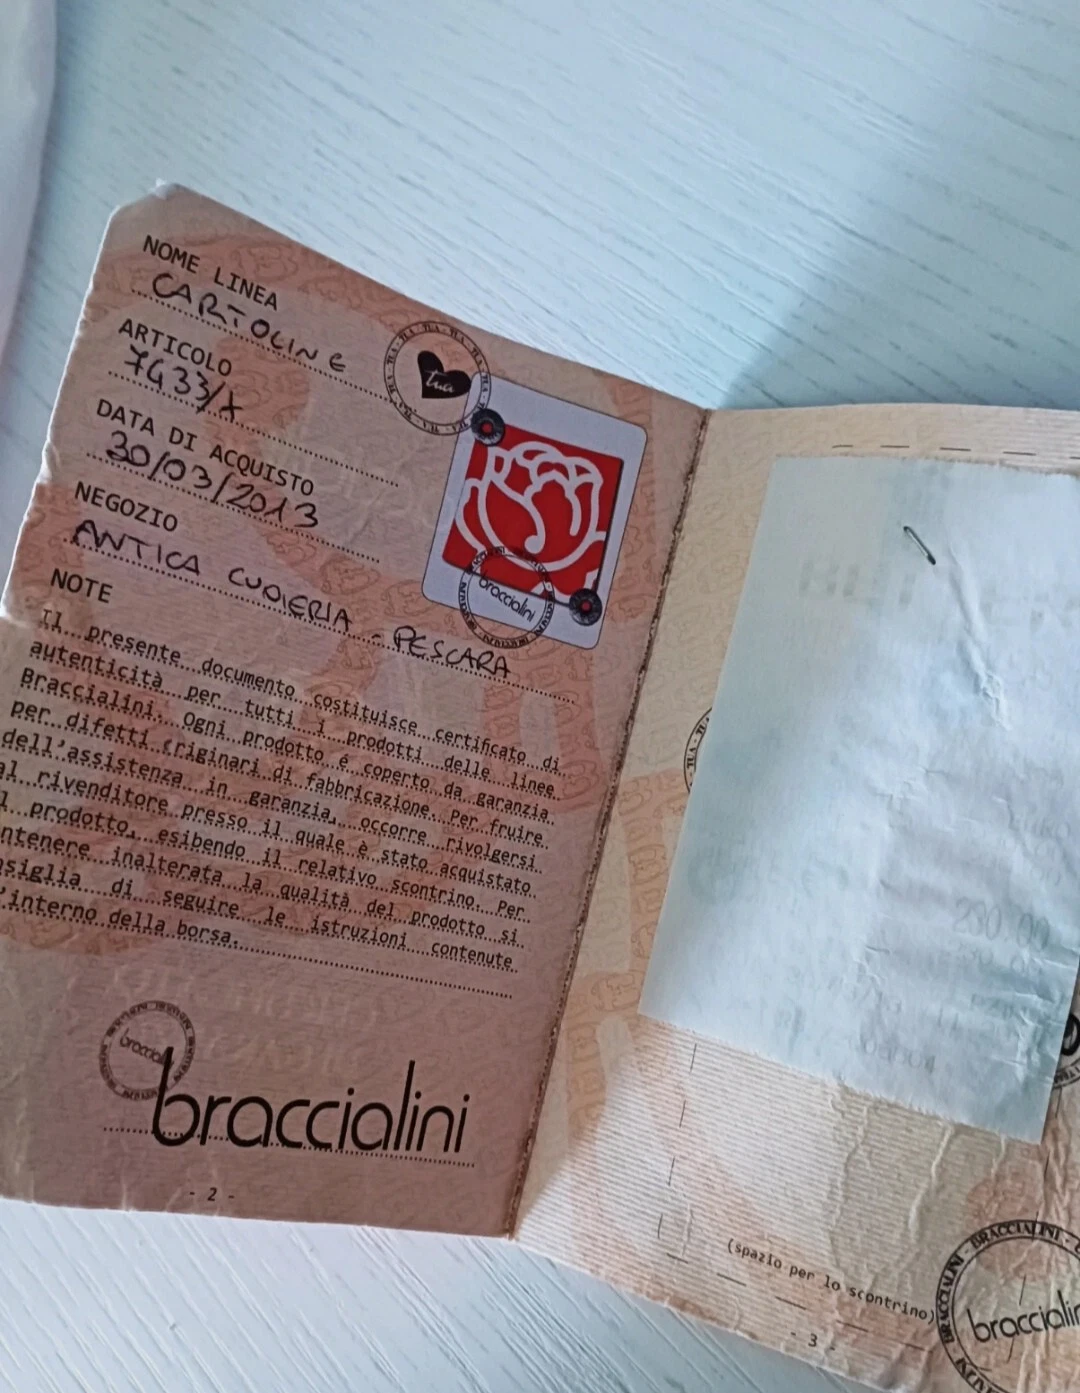 NOME LINEA
CARTOLINE
ARTICOLO
7433/X
DATA DI ACQUISTO
30/03/2013
NEGOZIO
ANTICA CUOIERIA - PESCARA
NOTE
Il presente documento costituisce certificato di
autenticità per tutti i prodotti delle linee
Braccialini. Ogni prodotto é coperto da garanzia
per difetti originari di fabbricazione. Per fruire
dell'assistenza in garanzia, occorre rivolgersi
al rivenditore presso il quale è stato acquistato
l prodotto, esibendo il relativo scontrino. Per
ntenere inalterata la qualità del prodotto si
nsiglia di seguire le istruzioni contenute
l'interno della borsa.
braccialini
- 2 -
tua
braccialini
230.00
(spazio per lo scontrino)
- 3 -
BRACCIALINI
braccialin